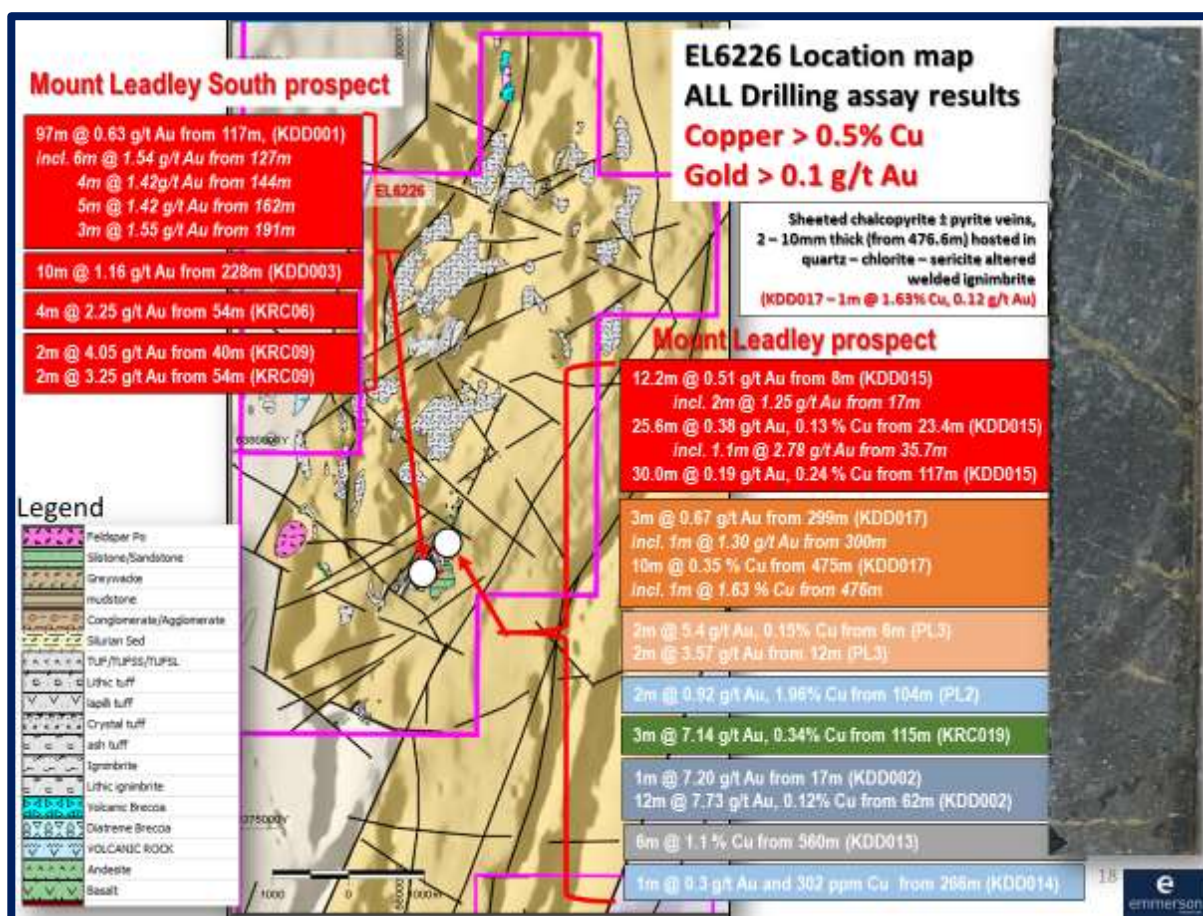 Mount Leadley South prospect
97m @ 0.63 g/t Au from 117m, (KDD001)
incl. 6m @ 1.54 g/t Au from 127m
4m @ 1.42g/t Au from 144m
5m @ 1.42 g/t Au from 162m
3m @ 1.55 g/t Au from 191m
10m @ 1.16 g/t Au from 228m (KDD003)
4m @ 2.25 g/t Au from 54m (KRC06)
2m @ 4.05 g/t Au from 40m (KRC09)
2m @ 3.25 g/t Au from 54m (KRC09)
EL6226
EL6226 Location map
ALL Drilling assay results
Copper > 0.5% Cu
Gold > 0.1 g/t Au
Sheeted chalcopyrite ± pyrite veins,
2 – 10mm thick (from 476.6m) hosted in
quartz – chlorite – sericite altered
welded ignimbrite
(KDD017 – 1m @ 1.63% Cu, 0.12 g/t Au)
Mount Leadley prospect
12.2m @ 0.51 g/t Au from 8m (KDD015)
incl. 2m @ 1.25 g/t Au from 17m
25.6m @ 0.38 g/t Au, 0.13 % Cu from 23.4m (KDD015)
incl. 1.1m @ 2.78 g/t Au from 35.7m
30.0m @ 0.19 g/t Au, 0.24 % Cu from 117m (KDD015)
3m @ 0.67 g/t Au from 299m (KDD017)
incl. 1m @ 1.30 g/t Au from 300m
10m @ 0.35 % Cu from 475m (KDD017)
incl. 1m @ 1.63 % Cu from 476m
2m @ 5.4 g/t Au, 0.15% Cu from 6m (PL3)
2m @ 3.57 g/t Au from 12m (PL3)
2m @ 0.92 g/t Au, 1.96% Cu from 104m (PL2)
3m @ 7.14 g/t Au, 0.34% Cu from 115m (KRC019)
1m @ 7.20 g/t Au from 17m (KDD002)
12m @ 7.73 g/t Au, 0.12% Cu from 62m (KDD002)
6m @ 1.1 % Cu from 560m (KDD013)
1m @ 0.3 g/t Au and 302 ppm Cu from 266m (KDD014)
Legend
Feldspar Po
Siltstone/Sandstone
Greywacke
mudstone
Conglomerate/Agglomerate
Silurian Sed
TUF/TUFSS/TUFSL
Lithic tuff
lapilli tuff
Crystal tuff
ash tuff
Ignimbrite
Lithic ignimbrite
Volcanic Breccia
Diatreme Breccia
VOLCANIC ROCK
Andesite
Basalt
1000
0
18
e
emmerson